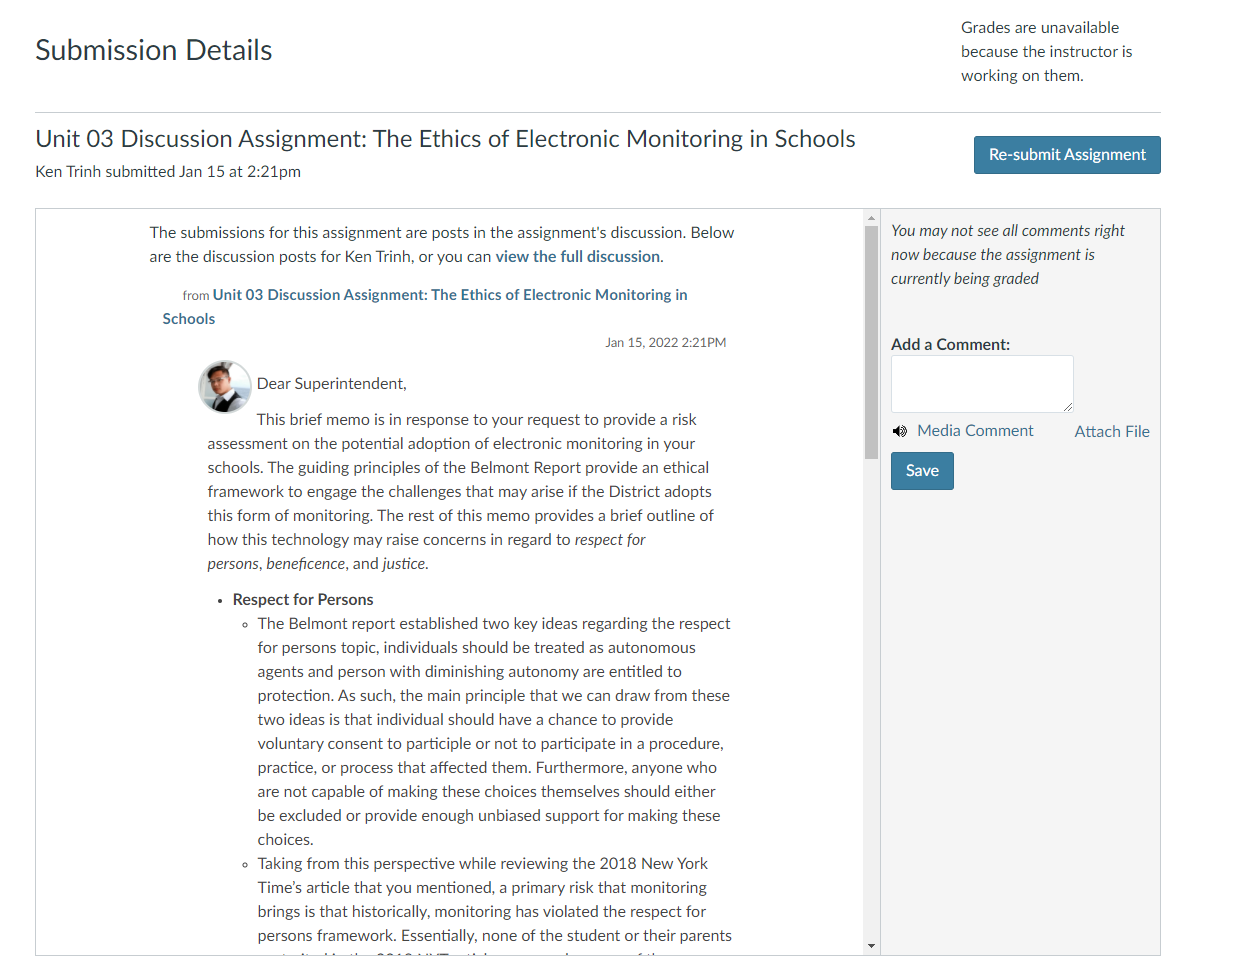 Submission Details
Grades are unavailable
because the instructor is
working on them.
Unit 03 Discussion Assignment: The Ethics of Electronic Monitoring in Schools
Ken Trinh submitted Jan 15 at 2:21pm
Re-submit Assignment
The submissions for this assignment are posts in the assignment's discussion. Below
are the discussion posts for Ken Trinh, or you can view the full discussion.
from Unit 03 Discussion Assignment: The Ethics of Electronic Monitoring in
Schools
Jan 15, 2022 2:21PM
Dear Superintendent,
This brief memo is in response to your request to provide a risk
assessment on the potential adoption of electronic monitoring in your
schools. The guiding principles of the Belmont Report provide an ethical
framework to engage the challenges that may arise if the District adopts
this form of monitoring. The rest of this memo provides a brief outline of
how this technology may raise concerns in regard to respect for
persons, beneficence, and justice.
• Respect for Persons
◦ The Belmont report established two key ideas regarding the respect
for persons topic, individuals should be treated as autonomous
agents and person with diminishing autonomy are entitled to
protection. As such, the main principle that we can draw from these
two ideas is that individual should have a chance to provide
voluntary consent to participle or not to participate in a procedure,
practice, or process that affected them. Furthermore, anyone who
are not capable of making these choices themselves should either
be excluded or provide enough unbiased support for making these
choices.
◦ Taking from this perspective while reviewing the 2018 New York
Time's article that you mentioned, a primary risk that monitoring
brings is that historically, monitoring has violated the respect for
persons framework. Essentially, none of the student or their parents
You may not see all comments right
now because the assignment is
currently being graded
Add a Comment:
Media Comment
Attach File
Save